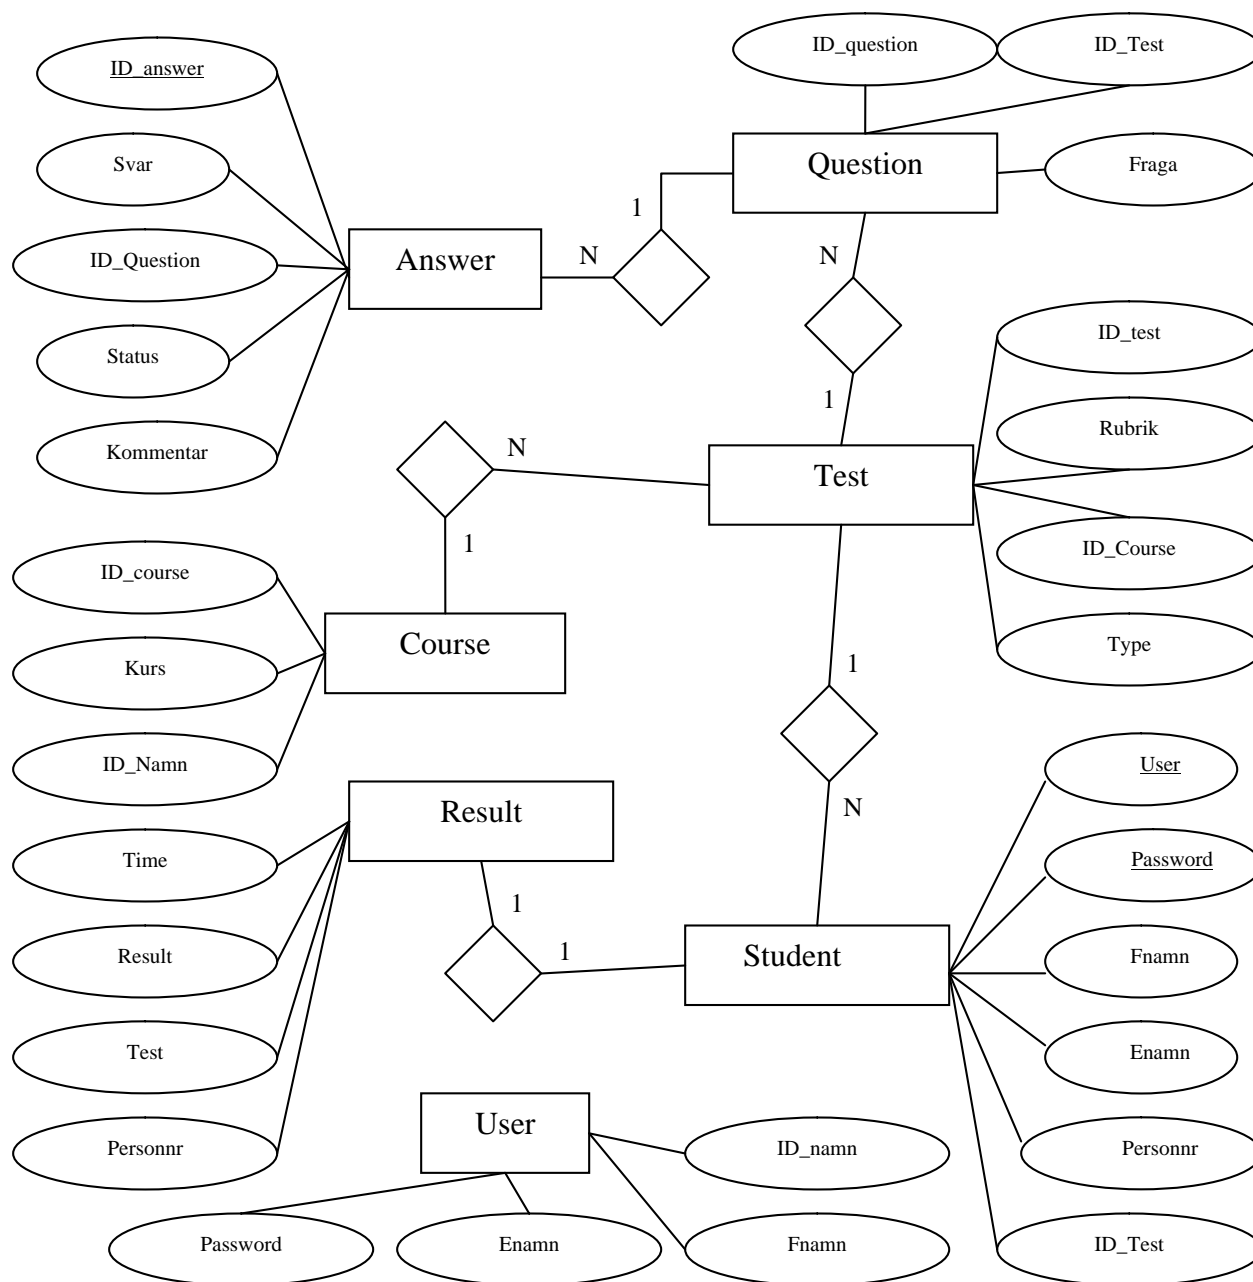 ID_question
ID_Test
ID_answer
Svar
Question
Fraga
1
N
ID_Question
Answer
N
Status
ID_test
1
Kommentar
Rubrik
N
Test
1
ID_Course
ID_course
Course
Type
Kurs
1
ID_Namn
User
Result
N
Time
Password
1
1
Result
Student
Fnamn
Test
Enamn
User
Personnr
ID_namn
Personnr
Password
Enamn
Fnamn
ID_Test